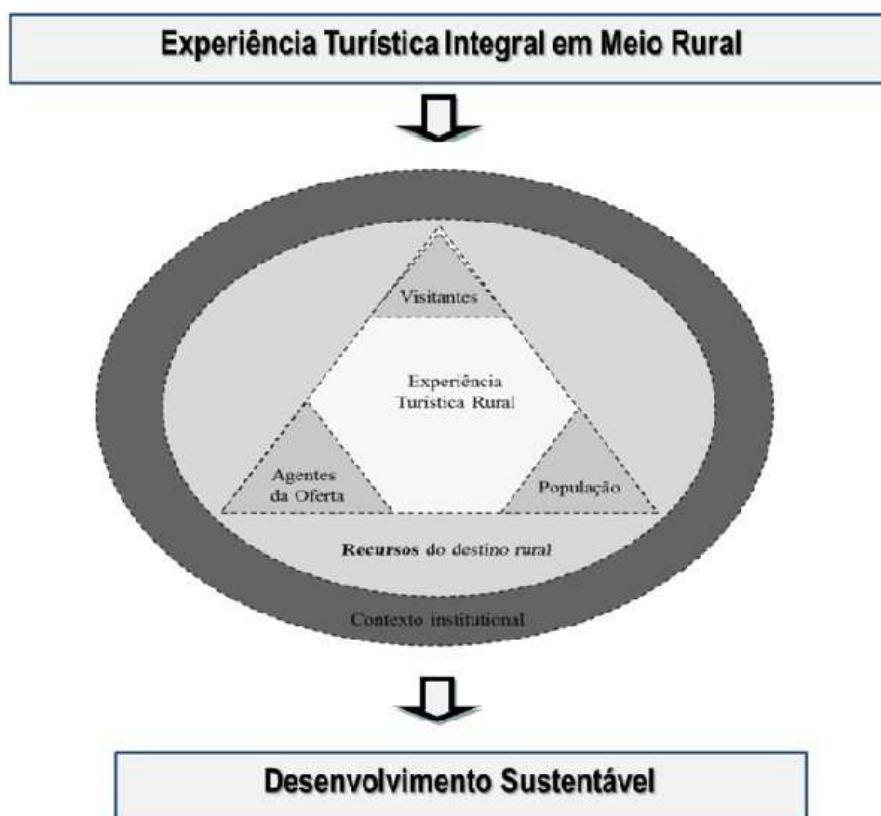 Experiência Turística Integral em Meio Rural
Visitantes
Experiência
Turística Rural
Agentes
da Oferta
População
Recursos do destino rural
Contexto institutional
Desenvolvimento Sustentável